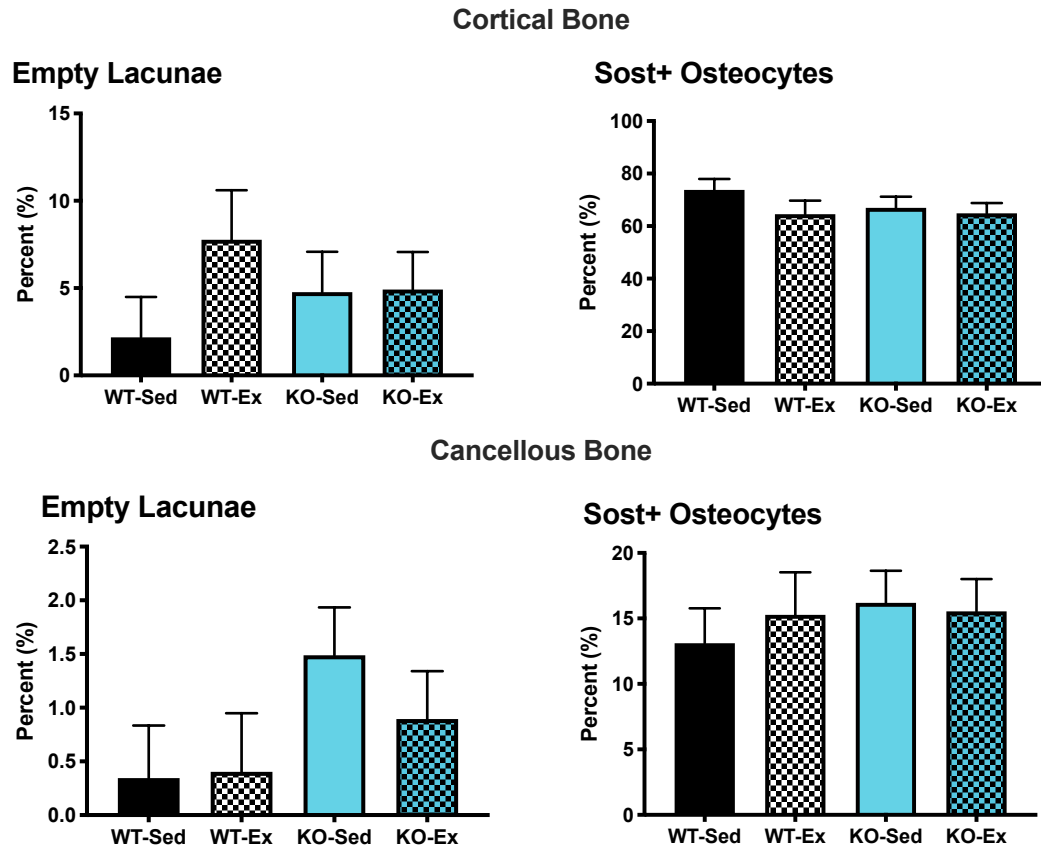 Cortical Bone
Empty Lacunae
Percent (%)
15
10
5
0
WT-Sed WT-Ex KO-Sed KO-Ex
Sost+ Osteocytes
Percent (%)
100
80
60
40
20
0
WT-Sed WT-Ex KO-Sed KO-Ex
Cancellous Bone
Empty Lacunae
Percent (%)
2.5
2.0
1.5
1.0
0.5
0.0
WT-Sed WT-Ex KO-Sed KO-Ex
Sost+ Osteocytes
Percent (%)
20
15
10
5
0
WT-Sed WT-Ex KO-Sed KO-Ex